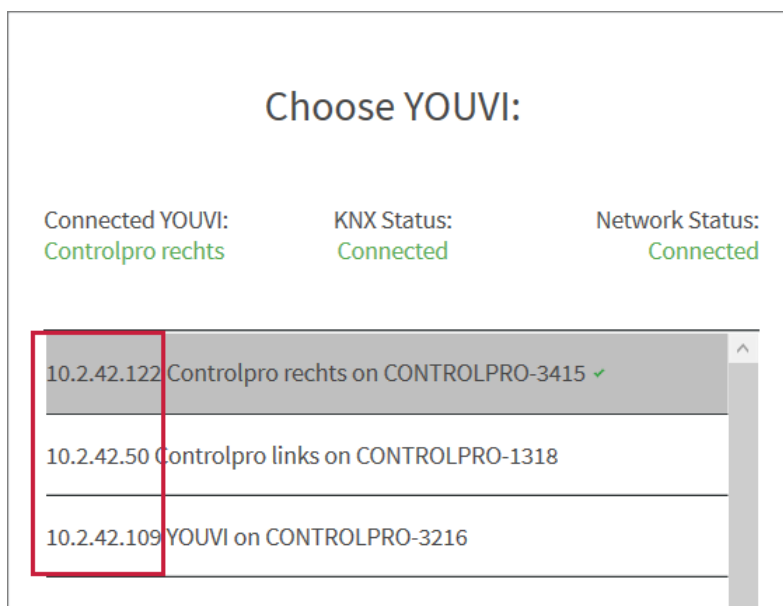 Choose YOUVI:
Connected YOUVI: KNX Status: Network Status:
Controlpro rechts Connected Connected
10.2.42.122 Controlpro rechts on CONTROLPRO-3415
10.2.42.50 Controlpro links on CONTROLPRO-1318
10.2.42.109 YOUVI on CONTROLPRO-3216